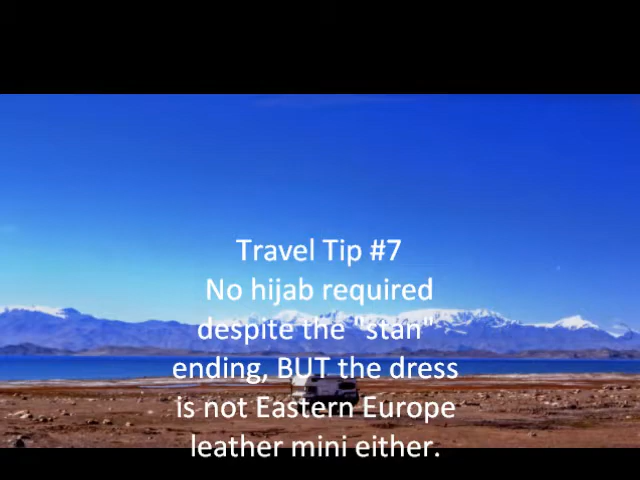 Travel Tip #7
No hijab required
despite the "stan"
ending, BUT the dress
is not Eastern Europe
leather mini either.